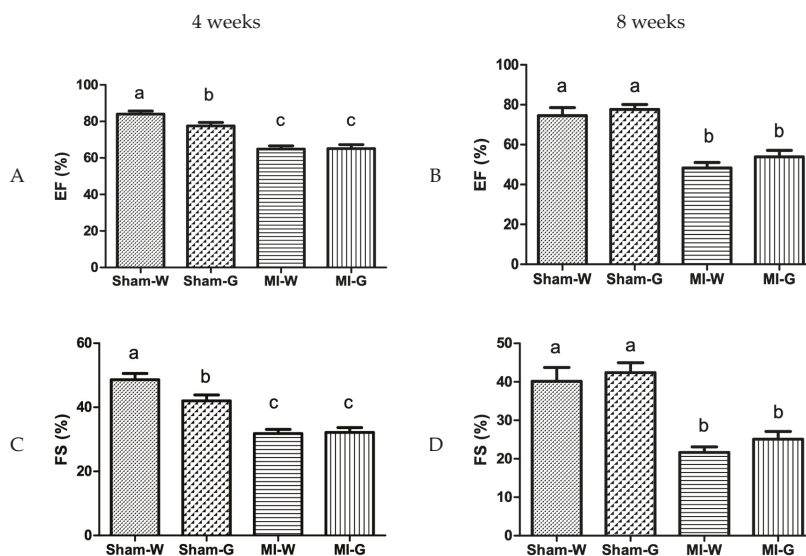 4 weeks
8 weeks
A
EF (%)
100
80
60
40
20
0
a
b
c
c
Sham-W Sham-G MI-W MI-G
B
EF (%)
100
80
60
40
20
0
a
a
b
b
Sham-W Sham-G MI-W MI-G
C
FS (%)
60
40
20
0
a
b
c
c
Sham-W Sham-G MI-W MI-G
D
FS (%)
50
40
30
20
10
0
a
a
b
b
Sham-W Sham-G MI-W MI-G